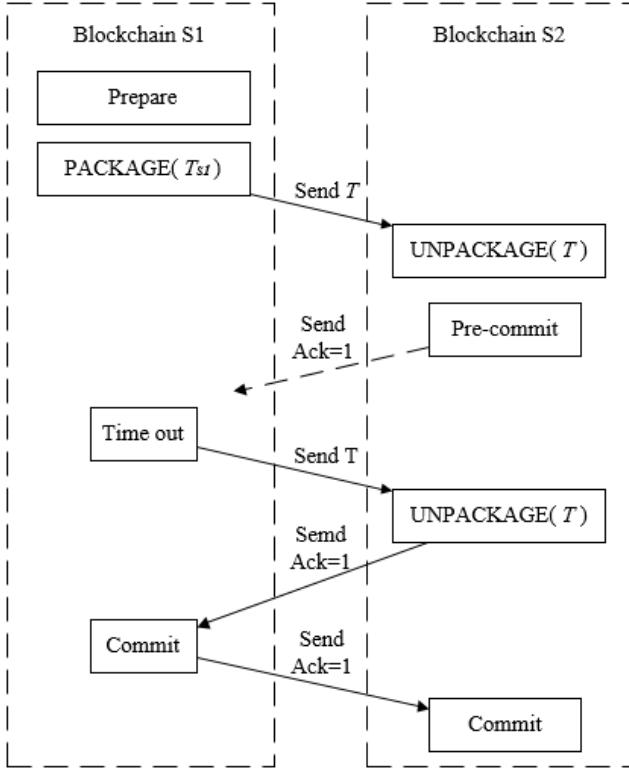 Blockchain S1
Blockchain S2
Prepare
PACKAGE( Ts1 )
Send T
UNPACKAGE( T )
Send
Ack=1
Pre-commit
Time out
Send T
UNPACKAGE( T )
Semd
Ack=1
Commit
Send
Ack=1
Commit